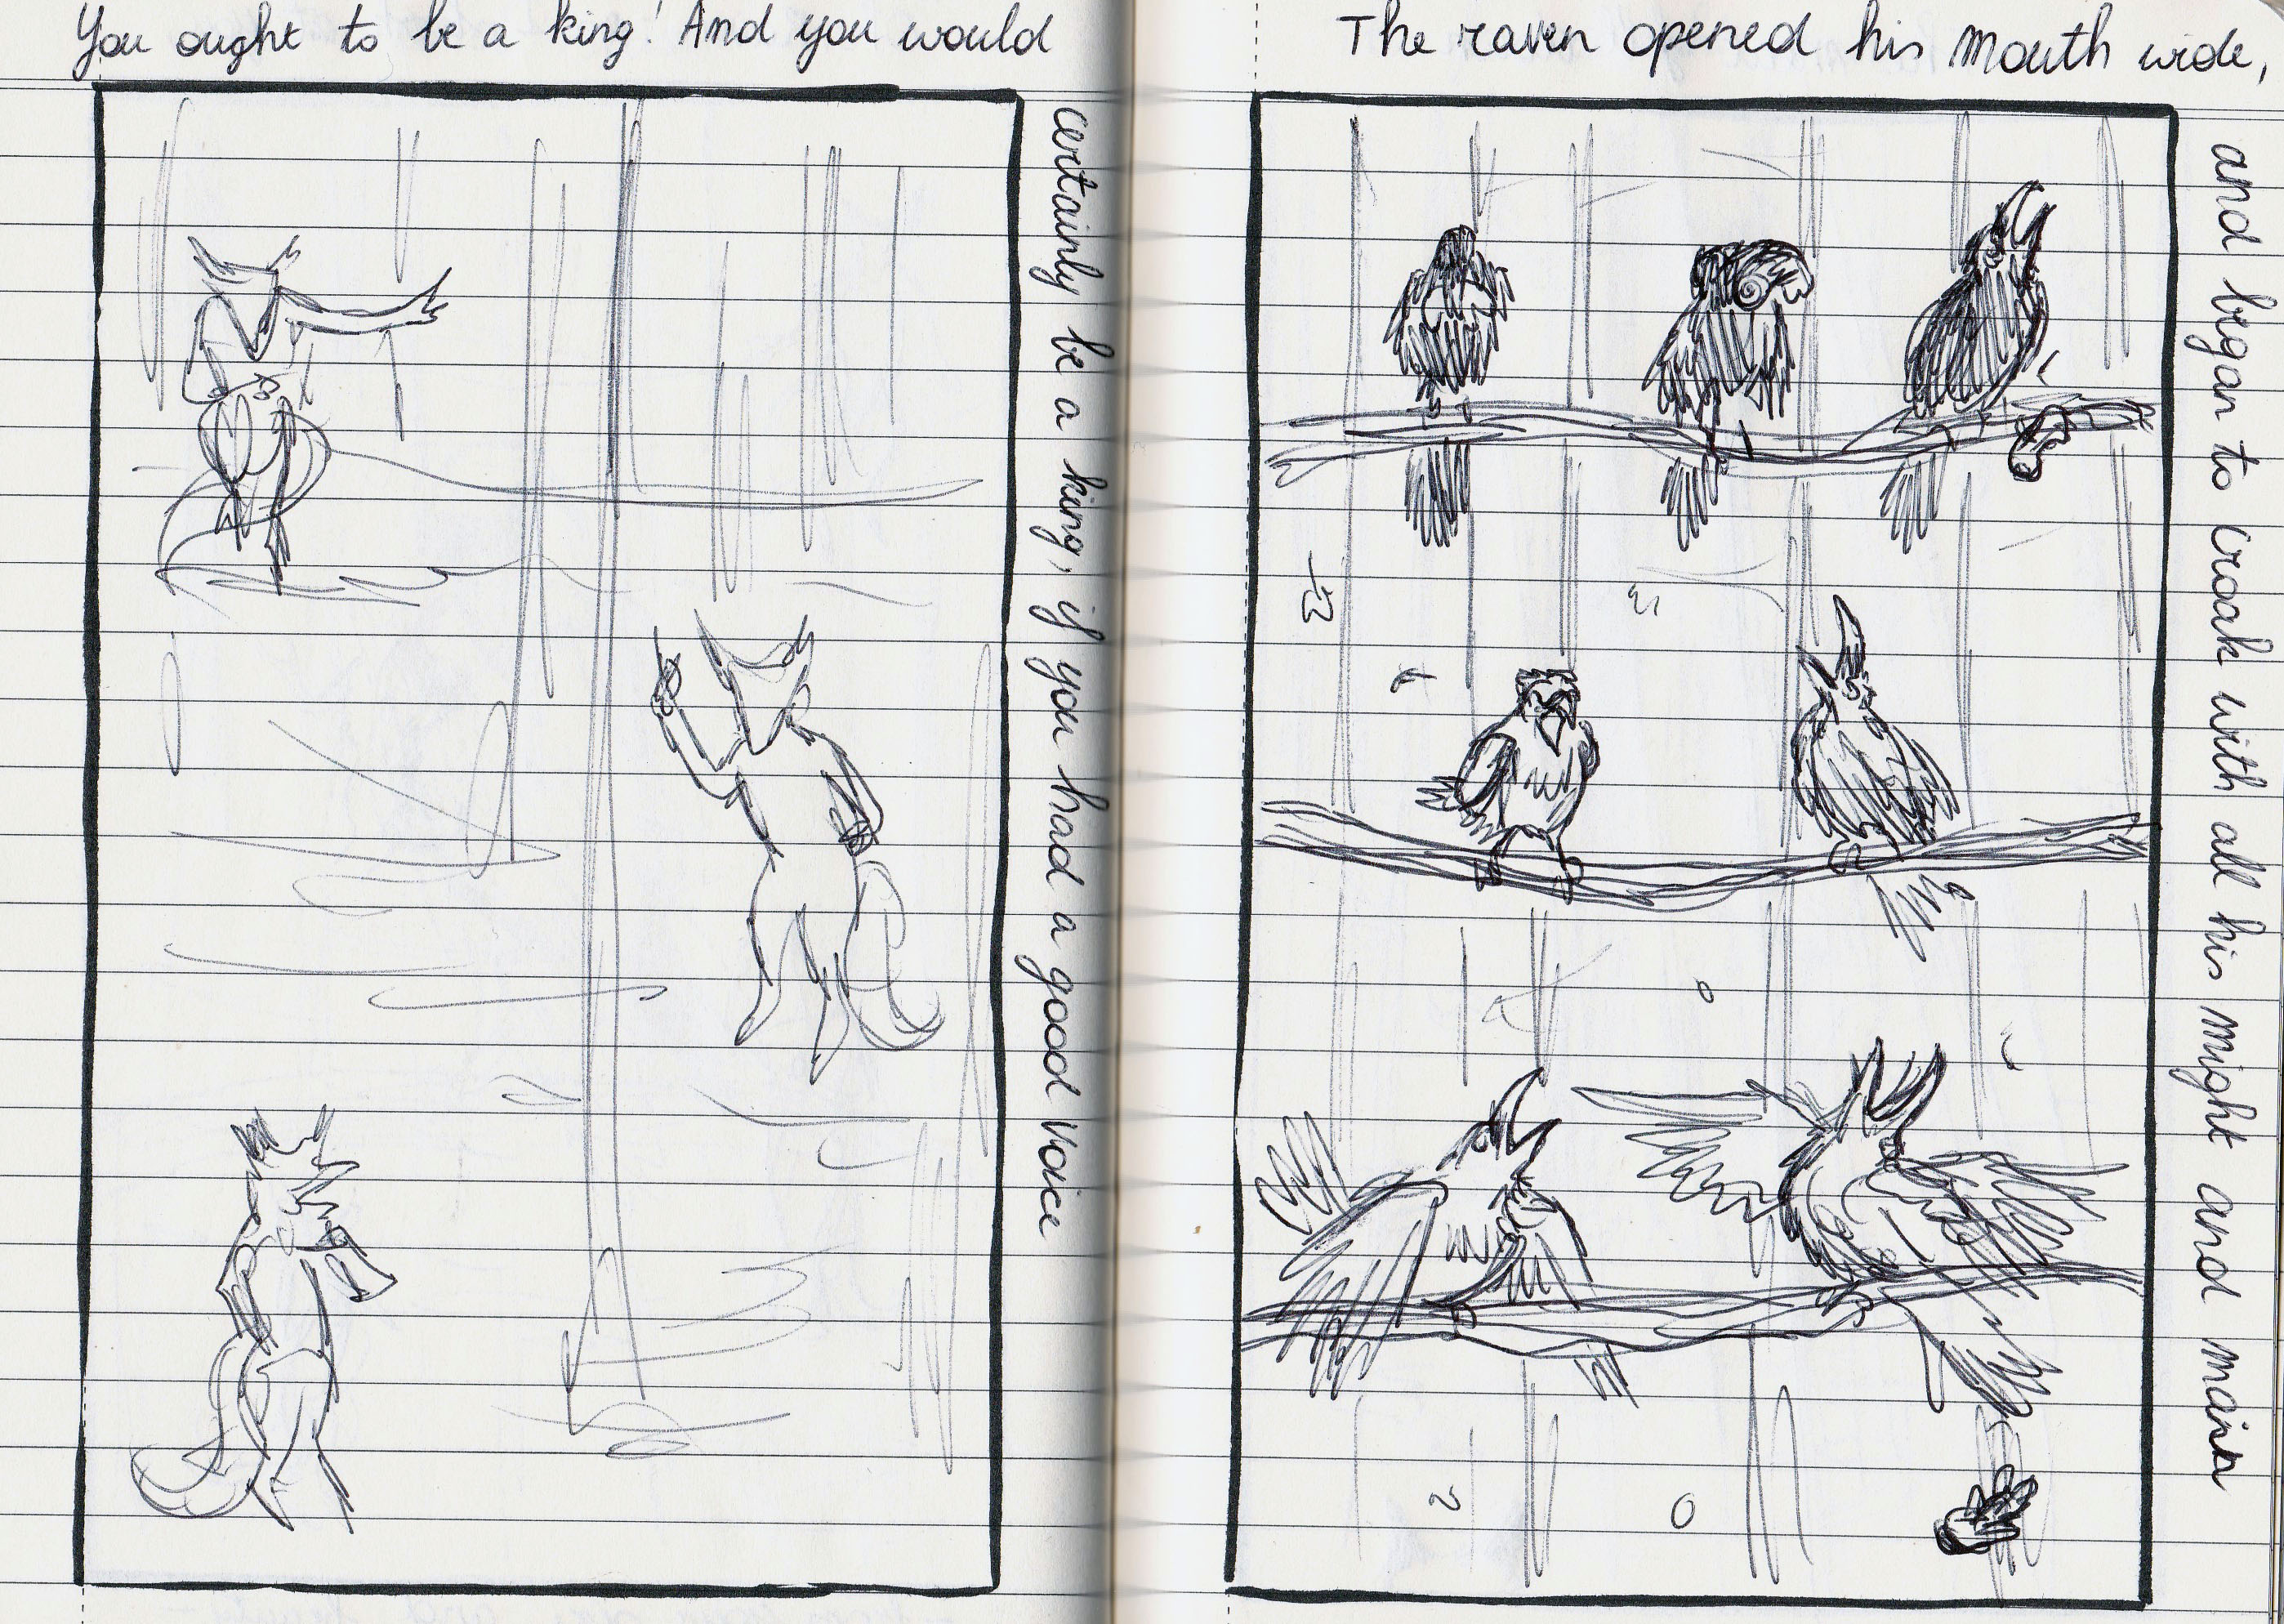 You ought to be a king! And you would
certainly be a king, if you had a good voice
The raven opened his mouth wide,
and began to croak with all his might and main